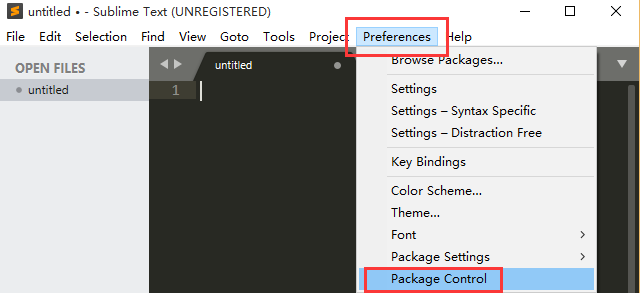 untitled • - Sublime Text (UNREGISTERED)
File Edit Selection Find View Goto Tools Project Preferences Help
OPEN FILES
untitled
untitled
1
Browse Packages...
Settings
Settings – Syntax Specific
Settings – Distraction Free
Key Bindings
Color Scheme...
Theme...
Font
Package Settings
Package Control